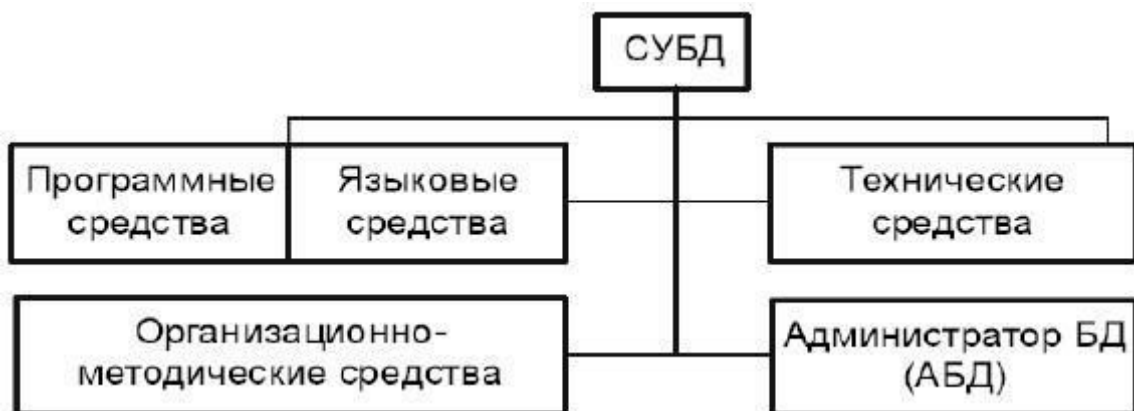 СУБД
Программные
средства
Языковые
средства
Технические
средства
Организационно-
методические средства
Администратор БД
(АБД)